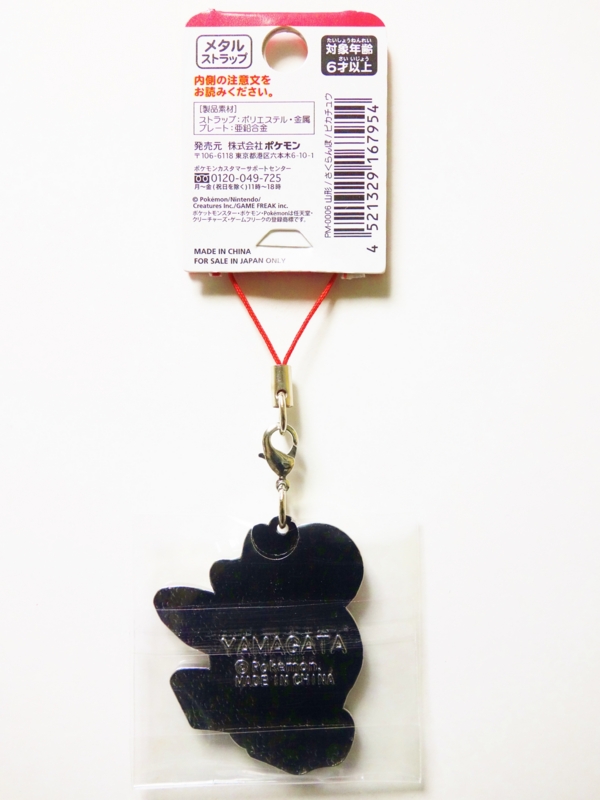 メタル
ストラップ
たいしょうねんれい
対象年齢
さい いじょう
6才以上
内側の注意文を
お読みください。
[製品素材]
ストラップ:ポリエステル・金属
プレート:亜鉛合金
発売元 株式会社ポケモン
〒106-6118 東京都港区六本木6-10-1
ポケモンカスタマーサポートセンター
0120-049-725
月〜金(祝日を除く)11時〜18時
© Pokémon/Nintendo/
Creatures Inc./GAME FREAK inc.
ポケットモンスター・ポケモン・Pokémonは任天堂・
クリーチャーズ・ゲームフリークの登録商標です。
MADE IN CHINA
FOR SALE IN JAPAN ONLY
PM-0006 山形/さくらんぼ/ピカチュウ
4 521329 167954
YAMAGATA
©Pokémon.
MADE IN CHINA